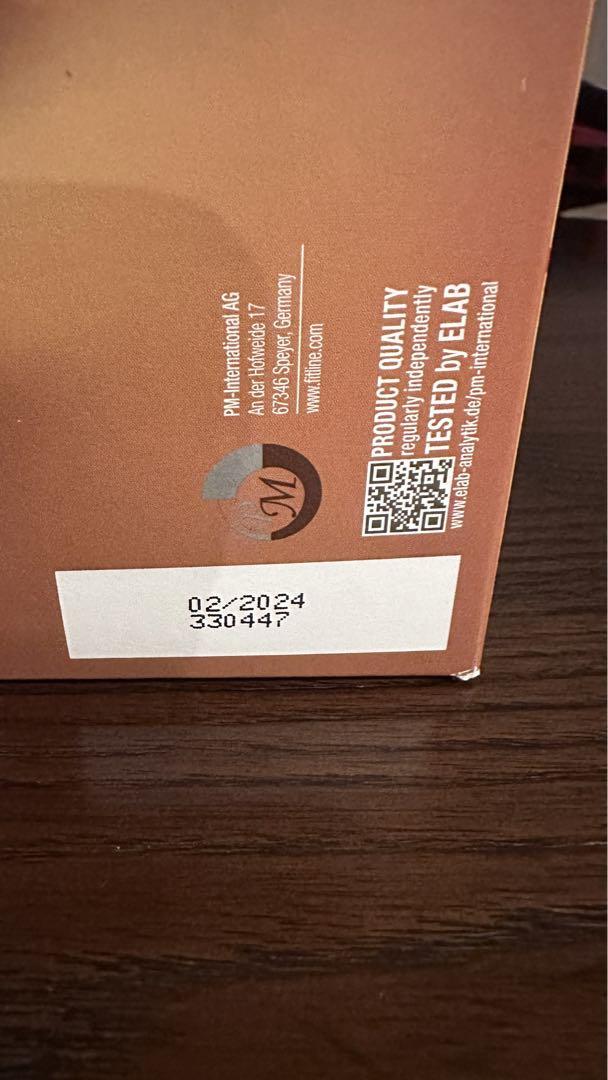 PM-International AG
An der Hofweide 17
67346 Speyer, Germany
www.fitline.com
M
PRODUCT QUALITY
regularly independently
TESTED by ELAB
www.elab-analytik.de/pm-international
02/2024
330447